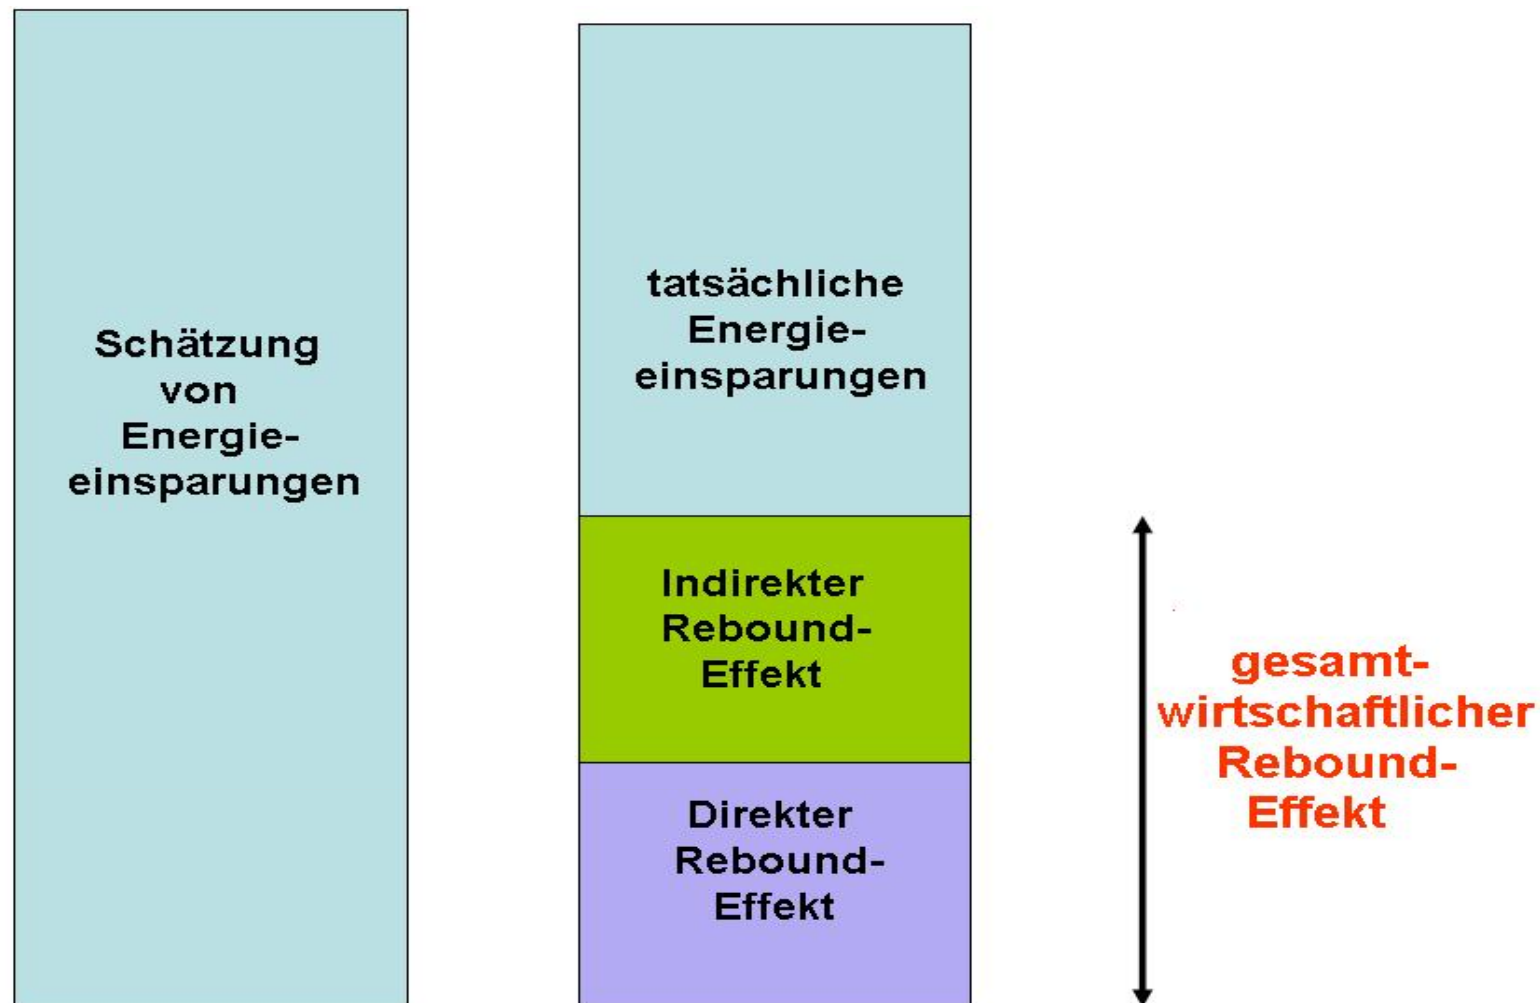 Schätzung
von
Energie-
einsparungen
tatsächliche
Energie-
einsparungen
Indirekter
Rebound-
Effekt
Direkter
Rebound-
Effekt
gesamt-
wirtschaftlicher
Rebound-
Effekt